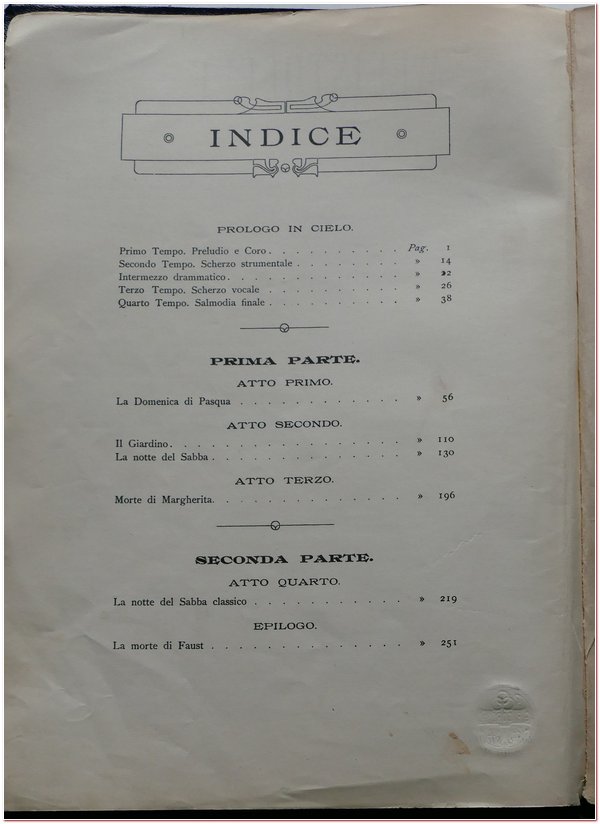 INDICE
PROLOGO IN CIELO.
Primo Tempo. Preludio e Coro . . . . . . . . . . Pag. 1
Secondo Tempo. Scherzo strumentale . . . . . . . . » 14
Intermezzo drammatico . . . . . . . . . . . . . » 22
Terzo Tempo. Scherzo vocale . . . . . . . . . . » 26
Quarto Tempo. Salmodia finale . . . . . . . . . . » 38
PRIMA PARTE.
ATTO PRIMO.
La Domenica di Pasqua . . . . . . . . . . . . » 56
ATTO SECONDO.
Il Giardino . . . . . . . . . . . . . . . . » 110
La notte del Sabba . . . . . . . . . . . . . . » 130
ATTO TERZO.
Morte di Margherita . . . . . . . . . . . . . . » 196
SECONDA PARTE.
ATTO QUARTO.
La notte del Sabba classico . . . . . . . . . . . » 219
EPILOGO.
La morte di Faust . . . . . . . . . . . . . . » 251